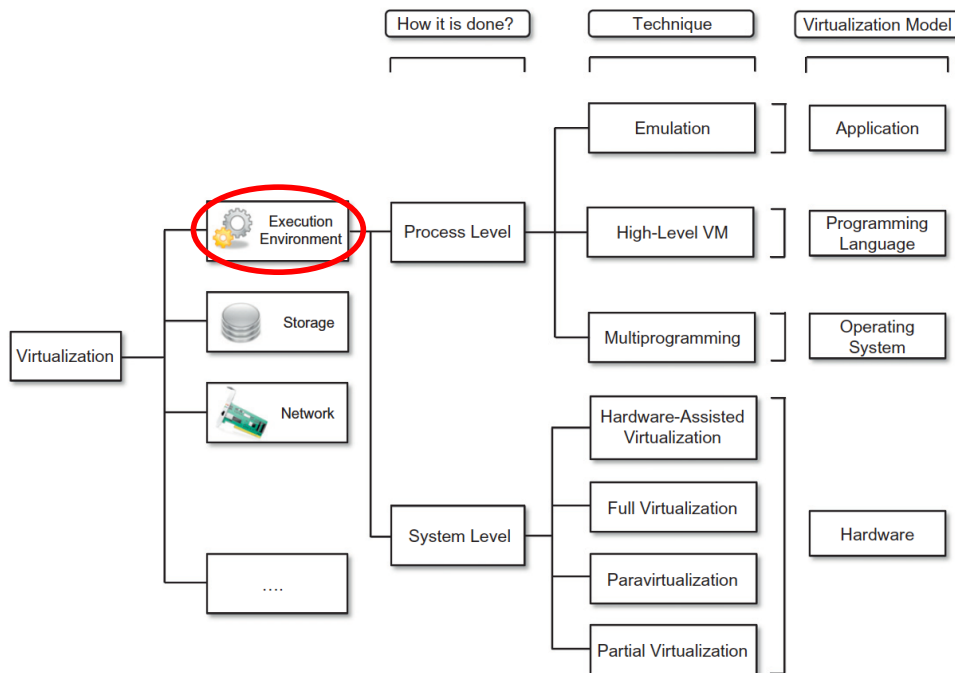 How it is done?
Technique
Virtualization Model
Emulation
Application
Execution
Environment
Process Level
High-Level VM
Programming
Language
Storage
Multiprogramming
Operating
System
Virtualization
Network
Hardware-Assisted
Virtualization
Full Virtualization
System Level
Hardware
Paravirtualization
....
Partial Virtualization